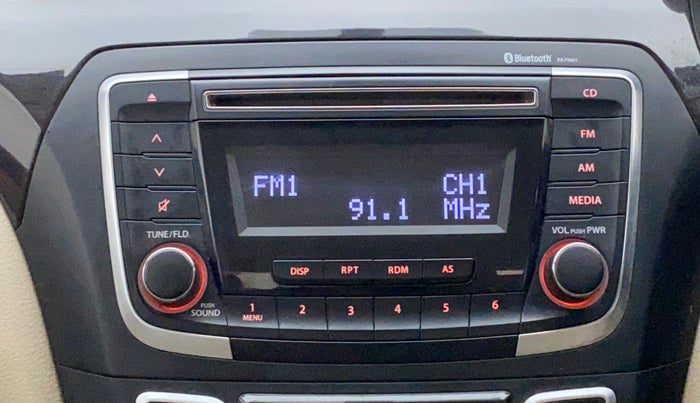 Bluetooth
CD
FM
AM
MEDIA
FM1 CH1
91.1 MHz
TUNE/FLD
VOL PUSH PWR
DISP RPT RDM AS
PUSH
SOUND
1 2 3 4 5 6
MENU